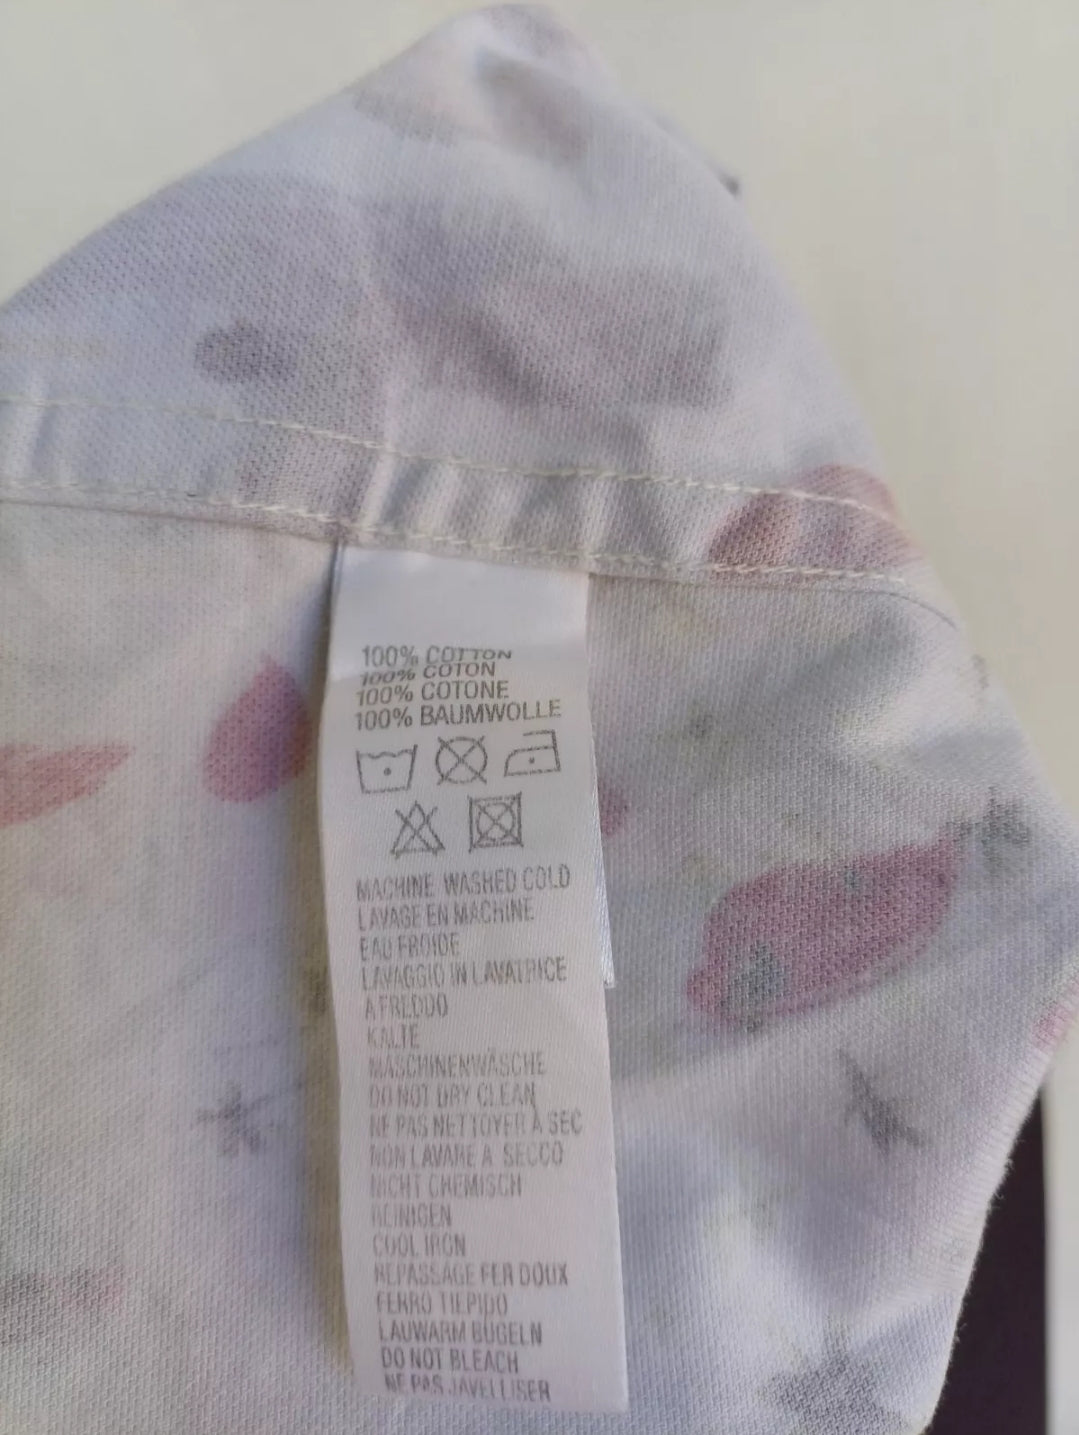 100% COTTON
100% COTON
100% COTONE
100% BAUMWOLLE
MACHINE WASHED COLD
LAVAGE EN MACHINE
EAU FROIDE
LAVAGGIO IN LAVATRICE
A FREDDO
KALTE
MASCHINENWÄSCHE
DO NOT DRY CLEAN
NE PAS NETTOYER À SEC
NON LAVARE A SECCO
NICHT CHEMISCH
REINIGEN
COOL IRON
REPASSAGE FER DOUX
FERRO TIEPIDO
LAUWARM BÜGELN
DO NOT BLEACH
NE PAS JAVELLISER